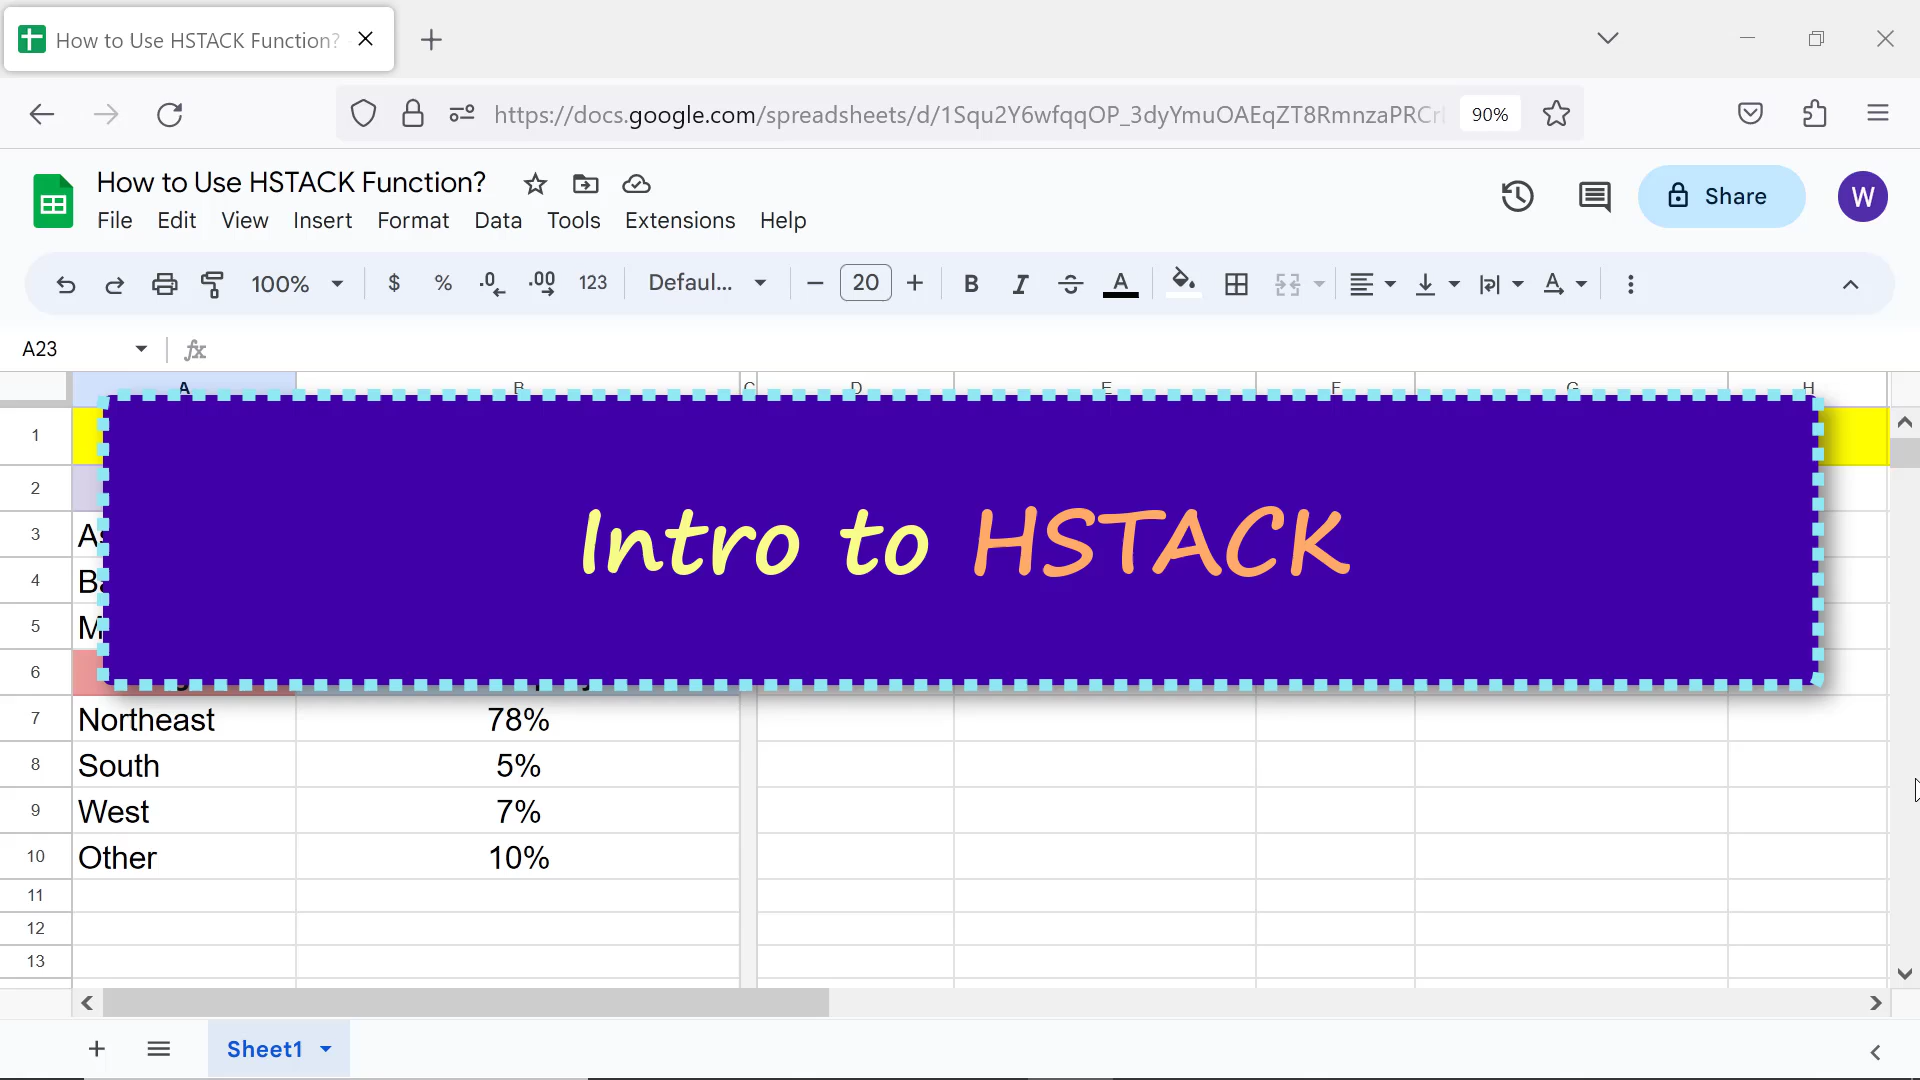 How to Use HSTACK Function?
https://docs.google.com/spreadsheets/d/1Squ2Y6wfqqOP_3dyYmuOAEqZT8RmnzaPRCr
90%
How to Use HSTACK Function?
File Edit View Insert Format Data Tools Extensions Help
Share
W
100% $ % .0 .00 123 Defaul... 20 B I A A
A23 fx
A B C D E F G H
1
2
3 As
4 Ba
5 M
6
Intro to HSTACK
7 Northeast 78%
8 South 5%
9 West 7%
10 Other 10%
11
12
13
Sheet1